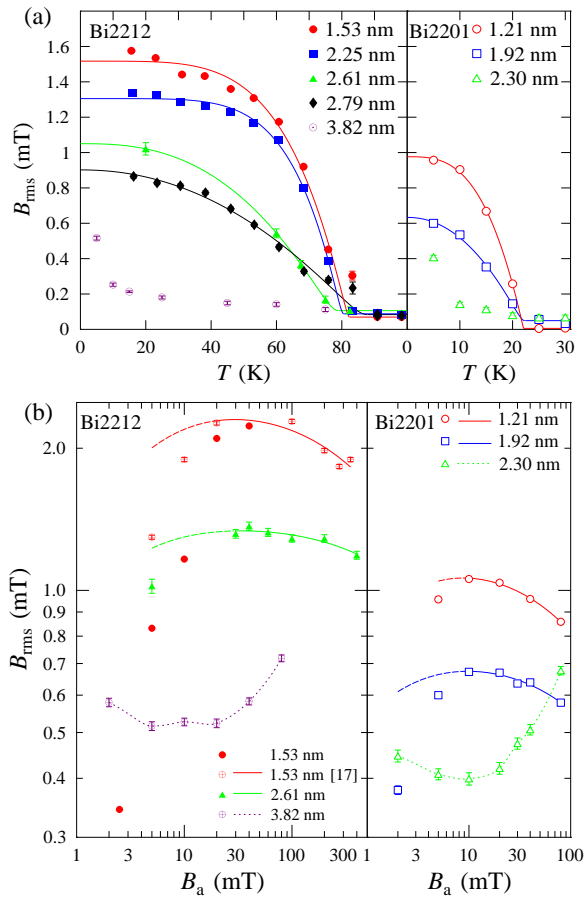 (a)
Bi2212
1.53 nm
2.25 nm
2.61 nm
2.79 nm
3.82 nm
Bi2201
1.21 nm
1.92 nm
2.30 nm
B_rms (mT)
1.6
1.4
1.2
1
0.8
0.6
0.4
0.2
0
0 20 40 60 80
T (K)
0 10 20 30
T (K)
(b)
Bi2212
Bi2201
1.21 nm
1.92 nm
2.30 nm
B_rms (mT)
2.0
1.0
0.9
0.8
0.7
0.6
0.5
0.4
0.3
1.53 nm
1.53 nm [17]
2.61 nm
3.82 nm
1 3 10 30 100 300
B_a (mT)
1 3 10 30 100
B_a (mT)